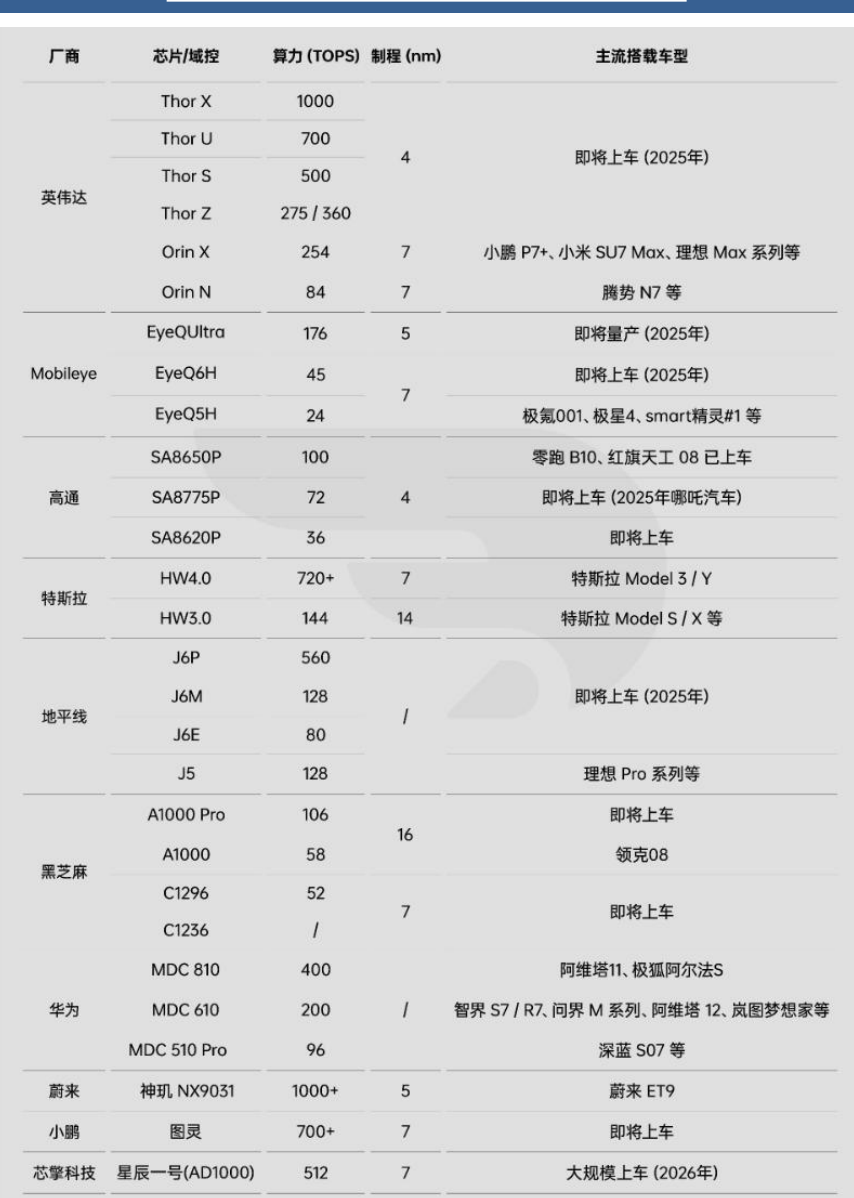 厂商 芯片/域控 算力 (TOPS) 制程 (nm) 主流搭载车型
英伟达 Thor X 1000 4 即将上车 (2025年)
Thor U 700
Thor S 500
Thor Z 275 / 360
Orin X 254 7 小鹏 P7+、小米 SU7 Max、理想 Max 系列等
Orin N 84 7 腾势 N7 等
Mobileye EyeQUltra 176 5 即将量产 (2025年)
EyeQ6H 45 7 即将上车 (2025年)
EyeQ5H 24 极氪001、极星4、smart精灵#1 等
高通 SA8650P 100 4 零跑 B10、红旗天工 08 已上车
SA8775P 72 即将上车 (2025年哪吒汽车)
SA8620P 36 即将上车
特斯拉 HW4.0 720+ 7 特斯拉 Model 3 / Y
HW3.0 144 14 特斯拉 Model S / X 等
地平线 J6P 560 / 即将上车 (2025年)
J6M 128
J6E 80
J5 128 理想 Pro 系列等
黑芝麻 A1000 Pro 106 16 即将上车
A1000 58 领克08
C1296 52 7 即将上车
C1236 /
华为 MDC 810 400 / 阿维塔11、极狐阿尔法S
MDC 610 200 智界 S7 / R7、问界 M 系列、阿维塔 12、岚图梦想家等
MDC 510 Pro 96 深蓝 S07 等
蔚来 神玑 NX9031 1000+ 5 蔚来 ET9
小鹏 图灵 700+ 7 即将上车
芯擎科技 星辰一号(AD1000) 512 7 大规模上车 (2026年)